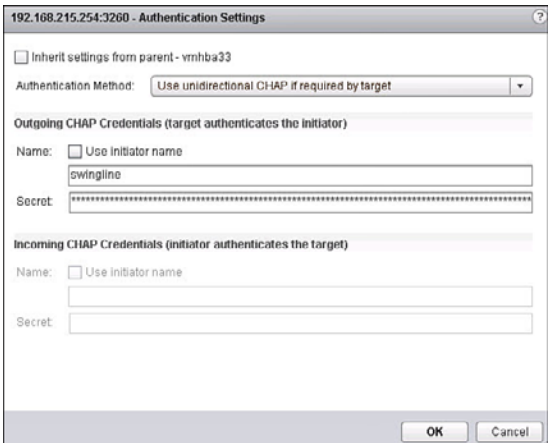 192.168.215.254:3260 - Authentication Settings ?
Inherit settings from parent - vmhba33
Authentication Method: Use unidirectional CHAP if required by target
Outgoing CHAP Credentials (target authenticates the initiator)
Name: Use initiator name
swingline
Secret: ****************************************************************************************************
Incoming CHAP Credentials (initiator authenticates the target)
Name: Use initiator name
Secret:
OK Cancel